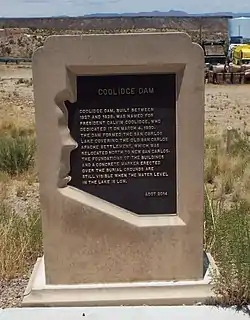 COOLIDGE DAM
COOLIDGE DAM, BUILT BETWEEN
1927 AND 1928, WAS NAMED FOR
PRESIDENT CALVIN COOLIDGE, WHO
DEDICATED IT ON MARCH 4, 1930.
THE DAM FORMED THE SAN CARLOS
LAKE COVERING THE OLD SAN CARLOS
APACHE SETTLEMENT, WHICH WAS
RELOCATED NORTH TO NEW SAN CARLOS.
THE FOUNDATIONS OF THE BUILDINGS
AND A CONCRETE MARKER ERECTED
OVER THE BURIAL GROUNDS ARE
STILL VISIBLE WHEN THE WATER LEVEL
IN THE LAKE IS LOW.
ADOT 2014